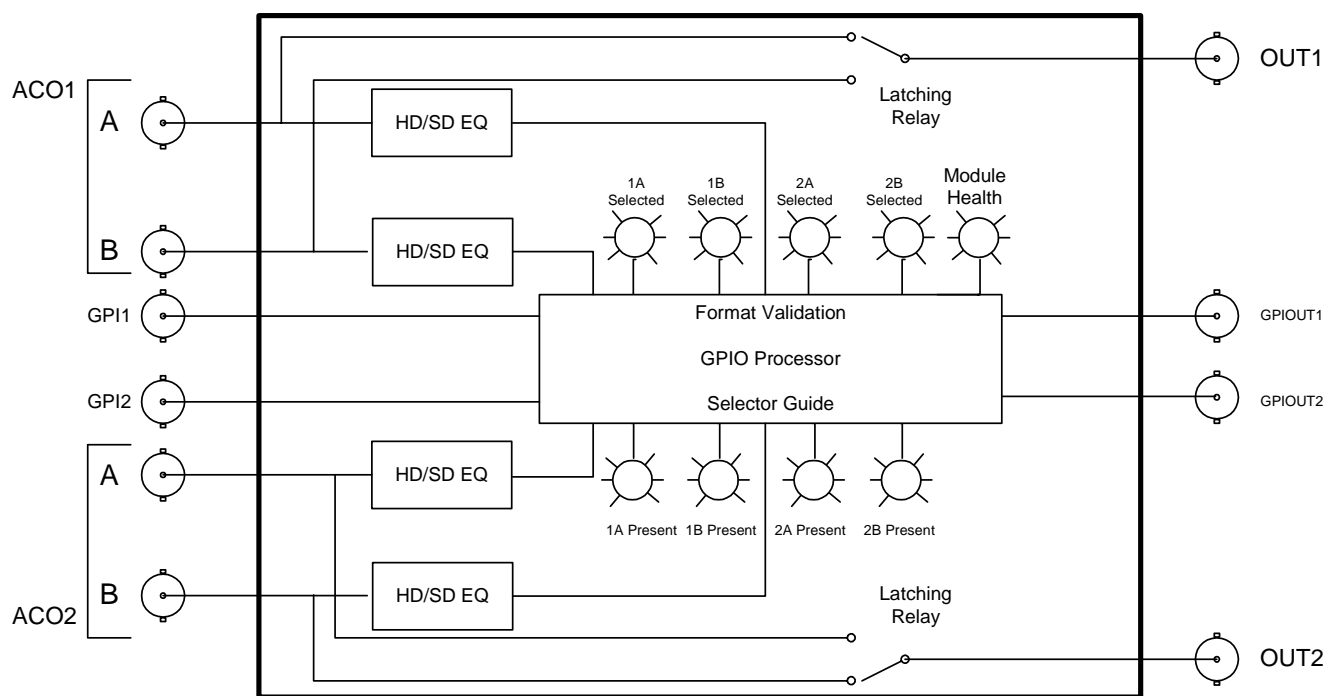 OUT1
ACO1
A
Latching
Relay
HD/SD EQ
1A
Selected
1B
Selected
2A
Selected
2B
Selected
Module
Health
B
HD/SD EQ
GPI1
Format Validation
GPIOUT1
GPIO Processor
GPI2
Selector Guide
GPIOUT2
A
HD/SD EQ
1A Present
1B Present
2A Present
2B Present
B
HD/SD EQ
ACO2
Latching
Relay
OUT2